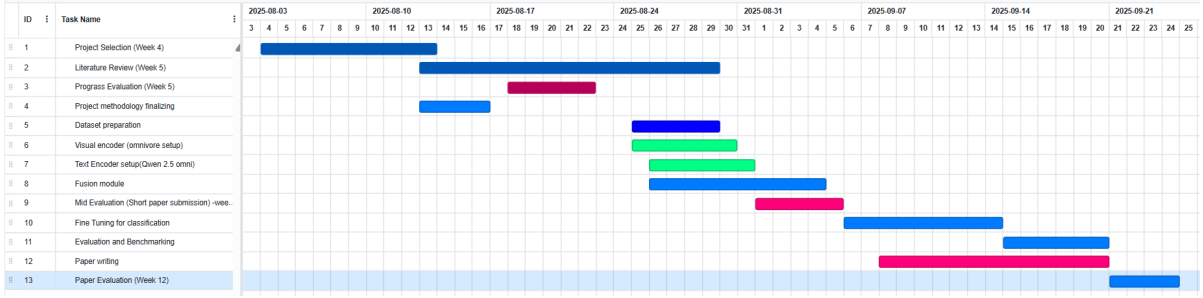 ID Task Name 2025-08-03 2025-08-10 2025-08-17 2025-08-24 2025-08-31 2025-09-07 2025-09-14 2025-09-21
3 4 5 6 7 8 9 10 11 12 13 14 15 16 17 18 19 20 21 22 23 24 25 26 27 28 29 30 31 1 2 3 4 5 6 7 8 9 10 11 12 13 14 15 16 17 18 19 20 21 22 23 24 25
1 Project Selection (Week 4)
2 Literature Review (Week 5)
3 Prograss Evaluation (Week 5)
4 Project methodology finalizing
5 Dataset preparation
6 Visual encoder (omnivore setup)
7 Text Encoder setup(Qwen 2.5 omni)
8 Fusion module
9 Mid Evaluation (Short paper submission) -wee...
10 Fine Tuning for classification
11 Evaluation and Benchmarking
12 Paper writing
13 Paper Evaluation (Week 12)